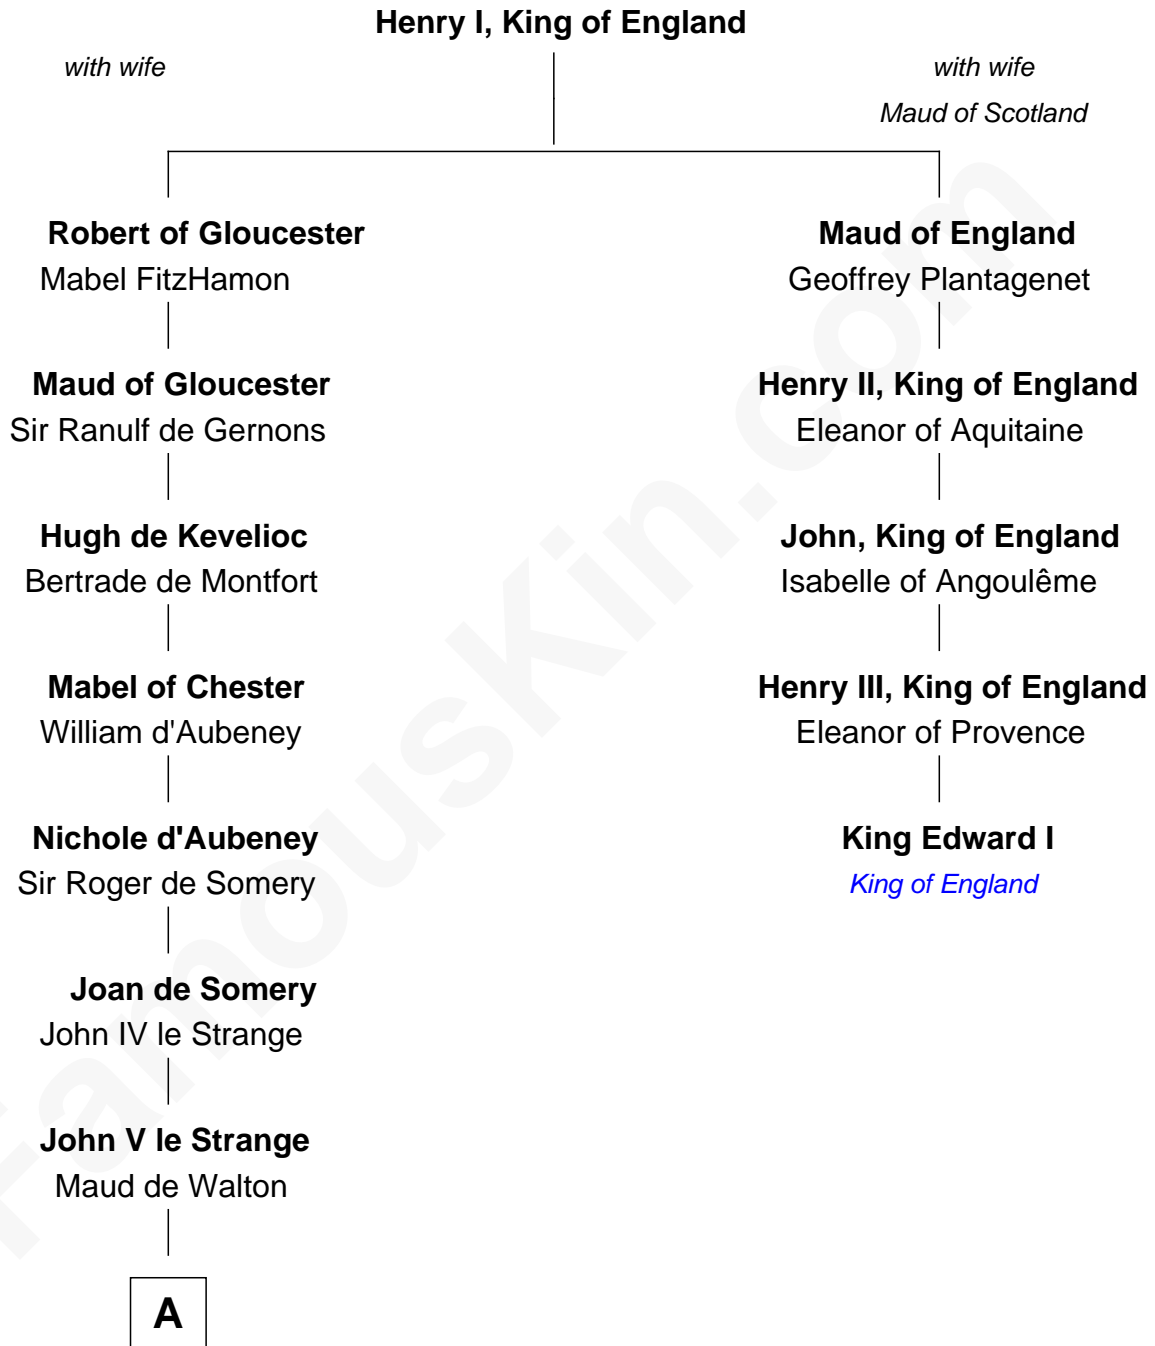 Henry I, King of England
with wife
with wife
Maud of Scotland
Robert of Gloucester
Mabel FitzHamon
Maud of England
Geoffrey Plantagenet
Maud of Gloucester
Sir Ranulf de Gernons
Henry II, King of England
Eleanor of Aquitaine
Hugh de Kevelioc
Bertrade de Montfort
John, King of England
Isabelle of Angoulême
Mabel of Chester
William d'Aubeney
Henry III, King of England
Eleanor of Provence
Nichole d'Aubeney
Sir Roger de Somery
King Edward I
King of England
Joan de Somery
John IV le Strange
John V le Strange
Maud de Walton
A
FamousKin.com